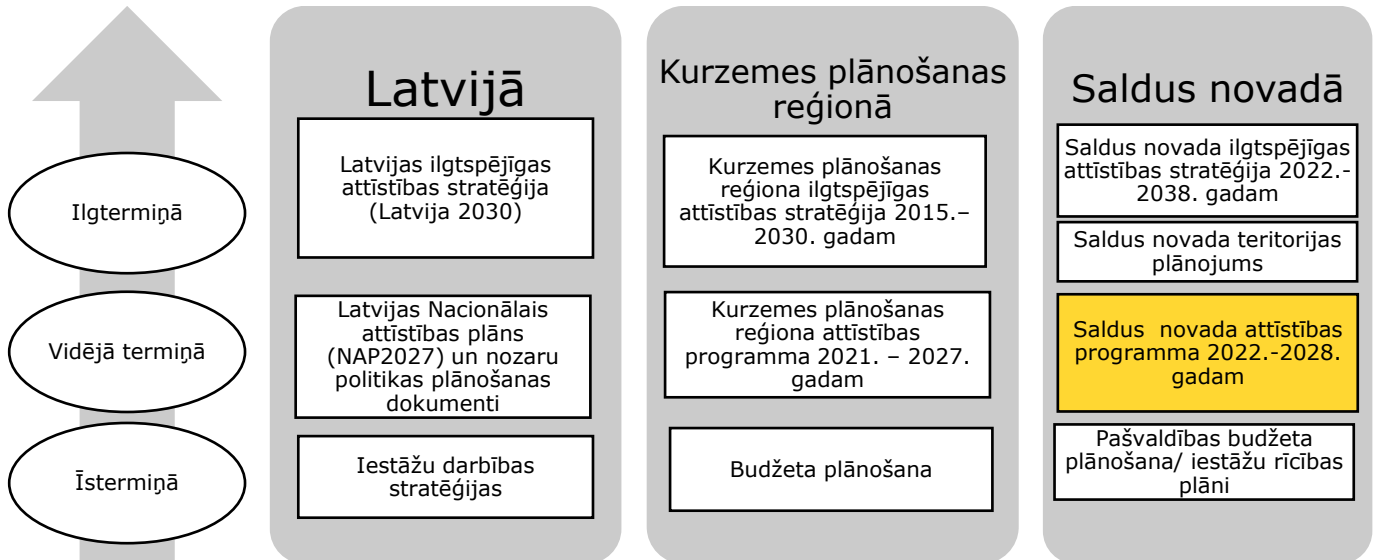 Latvijā
Kurzemes plānošanas
reģionā
Saldus novadā
Ilgtermiņā
Latvijas ilgtspējīgas
attīstības stratēģija
(Latvija 2030)
Kurzemes plānošanas
reģiona ilgtspējīgas
attīstības stratēģija 2015.–
2030. gadam
Saldus novada ilgtspējīgas
attīstības stratēģija 2022.-
2038. gadam
Saldus novada teritorijas
plānojums
Vidējā termiņā
Latvijas Nacionālais
attīstības plāns
(NAP2027) un nozaru
politikas plānošanas
dokumenti
Kurzemes plānošanas
reģiona attīstības
programma 2021. – 2027.
gadam
Saldus  novada attīstības
programma 2022.-2028.
gadam
Īstermiņā
Iestāžu darbības
stratēģijas
Budžeta plānošana
Pašvaldības budžeta
plānošana/ iestāžu rīcības
plāni